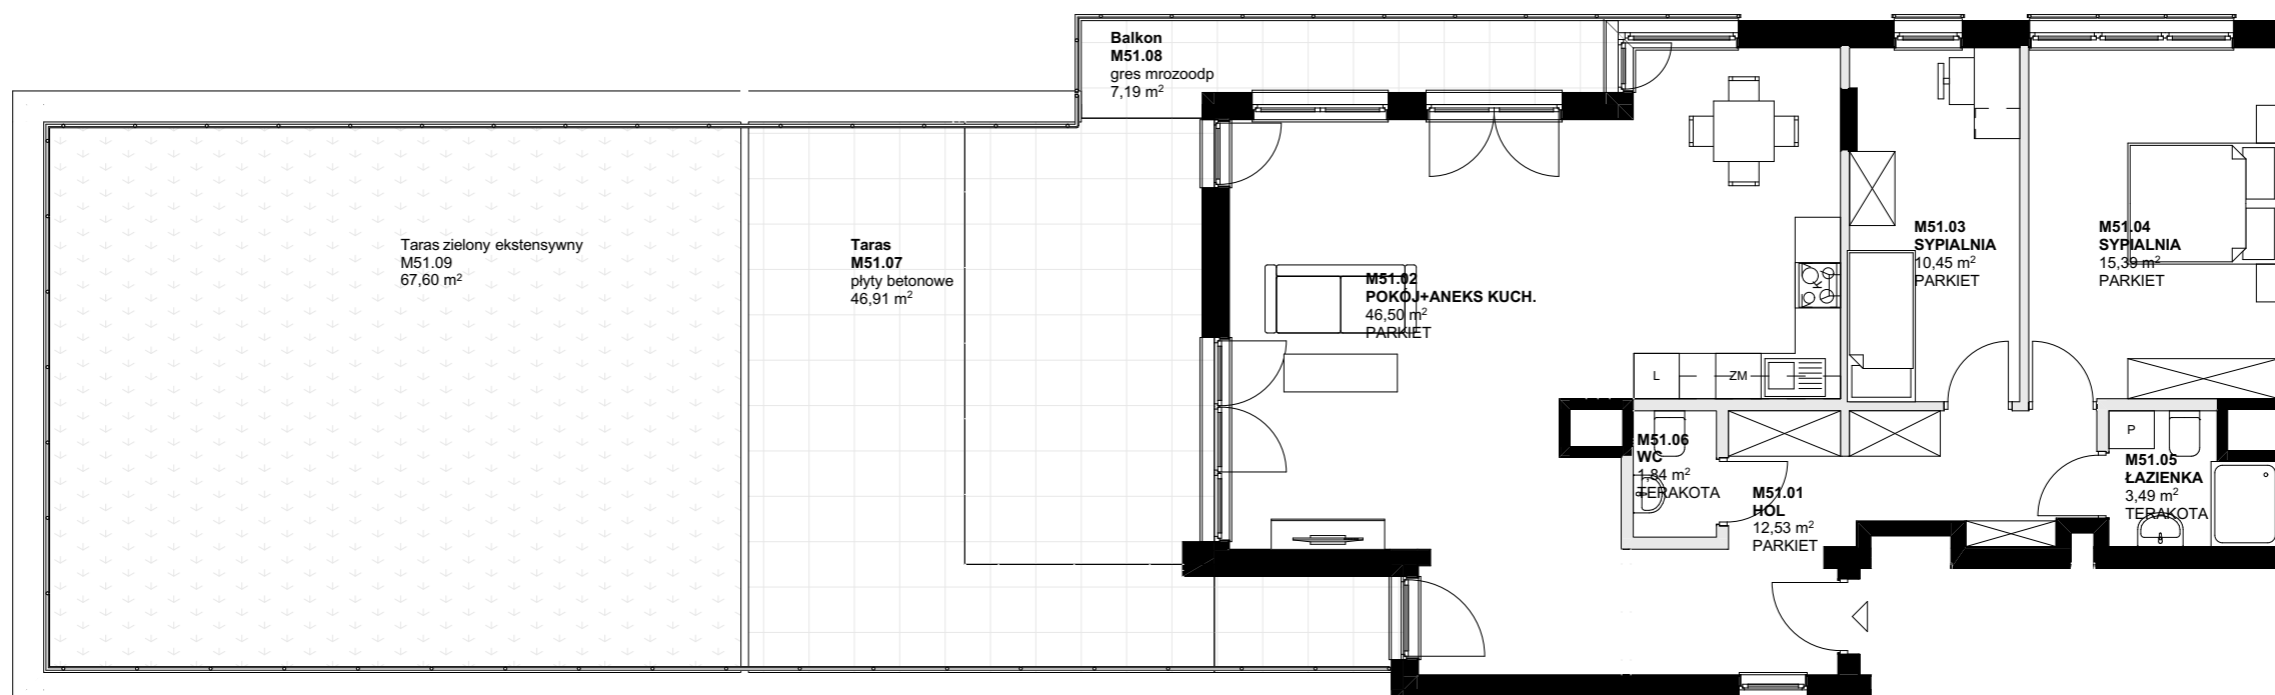 Balkon
M51.08
gres mrozoodp
7,19 m²
Taras zielony ekstensywny
M51.09
67,60 m²
Taras
M51.07
płyty betonowe
46,91 m²
M51.02
POKÓJ+ANEKS KUCH.
46,50 m²
PARKIET
M51.03
SYPIALNIA
10,45 m²
PARKIET
M51.04
SYPIALNIA
15,39 m²
PARKIET
K
L
ZM
M51.06
WC
1,84 m²
TERAKOTA
M51.01
HOL
12,53 m²
PARKIET
P
M51.05
ŁAZIENKA
3,49 m²
TERAKOTA